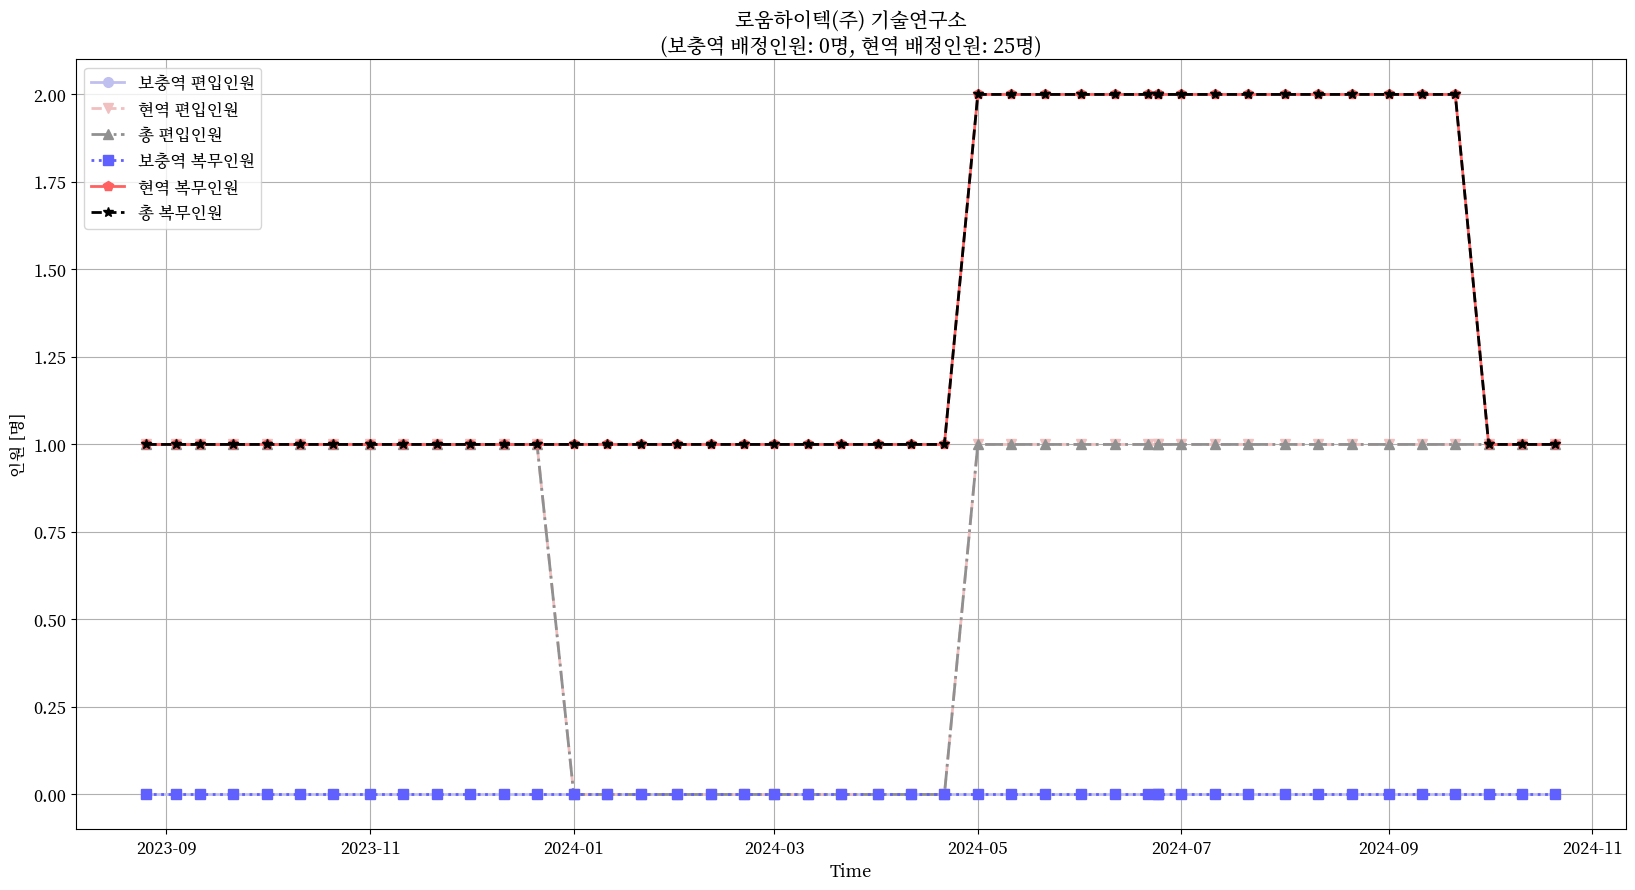 로움하이텍(주) 기술연구소
(보충역 배정인원: 0명, 현역 배정인원: 25명)
보충역 편입인원
현역 편입인원
총 편입인원
보충역 복무인원
현역 복무인원
총 복무인원
인원 [명]
2.00
1.75
1.50
1.25
1.00
0.75
0.50
0.25
0.00
2023-09 2023-11 2024-01 2024-03 2024-05 2024-07 2024-09 2024-11
Time